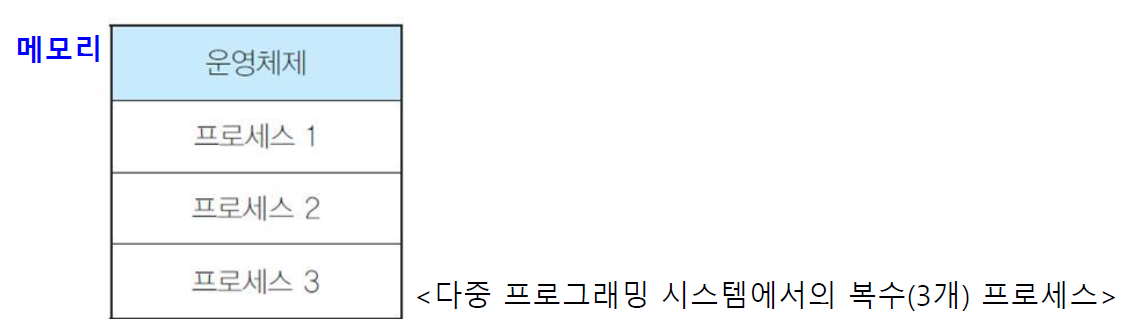 메모리
운영체제
프로세스 1
프로세스 2
프로세스 3
<다중 프로그래밍 시스템에서의 복수(3개) 프로세스>